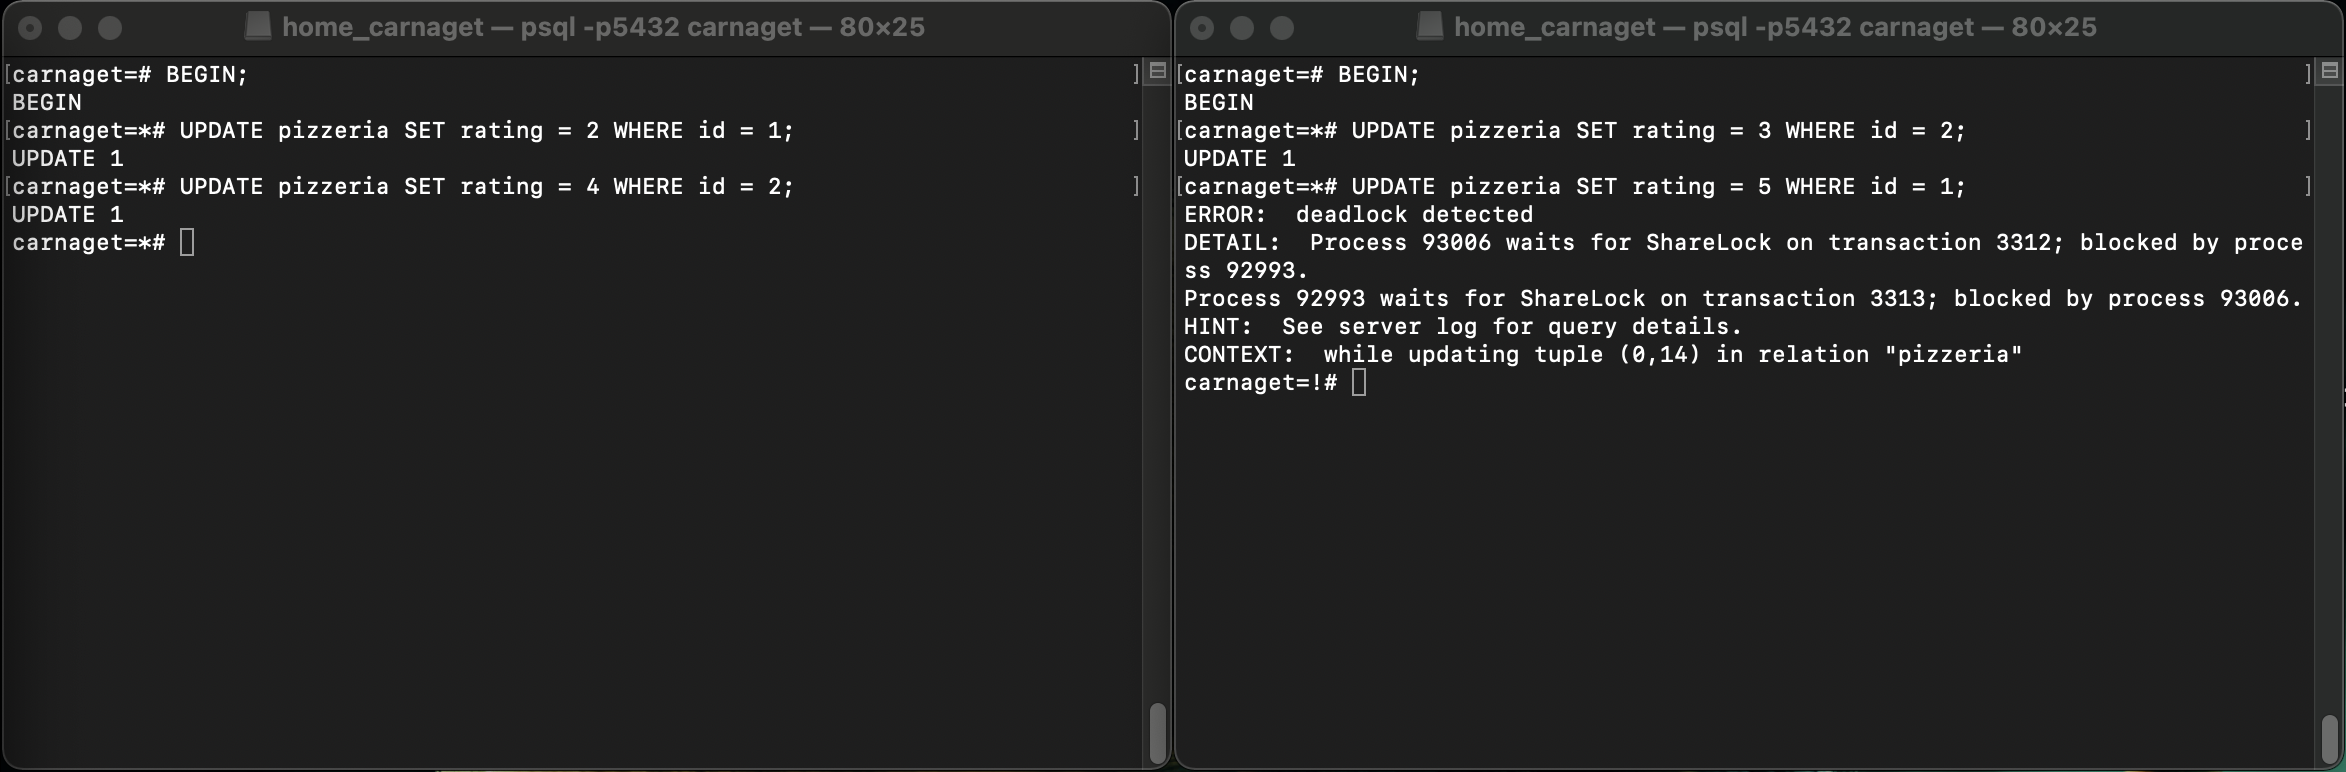 home_carnaget — psql -p5432 carnaget — 80×25
[carnaget=# BEGIN; ]
BEGIN
[carnaget=*# UPDATE pizzeria SET rating = 2 WHERE id = 1; ]
UPDATE 1
[carnaget=*# UPDATE pizzeria SET rating = 4 WHERE id = 2; ]
UPDATE 1
carnaget=*#
home_carnaget — psql -p5432 carnaget — 80×25
[carnaget=# BEGIN; ]
BEGIN
[carnaget=*# UPDATE pizzeria SET rating = 3 WHERE id = 2; ]
UPDATE 1
[carnaget=*# UPDATE pizzeria SET rating = 5 WHERE id = 1; ]
ERROR:  deadlock detected
DETAIL:  Process 93006 waits for ShareLock on transaction 3312; blocked by proce
ss 92993.
Process 92993 waits for ShareLock on transaction 3313; blocked by process 93006.
HINT:  See server log for query details.
CONTEXT:  while updating tuple (0,14) in relation "pizzeria"
carnaget=!#